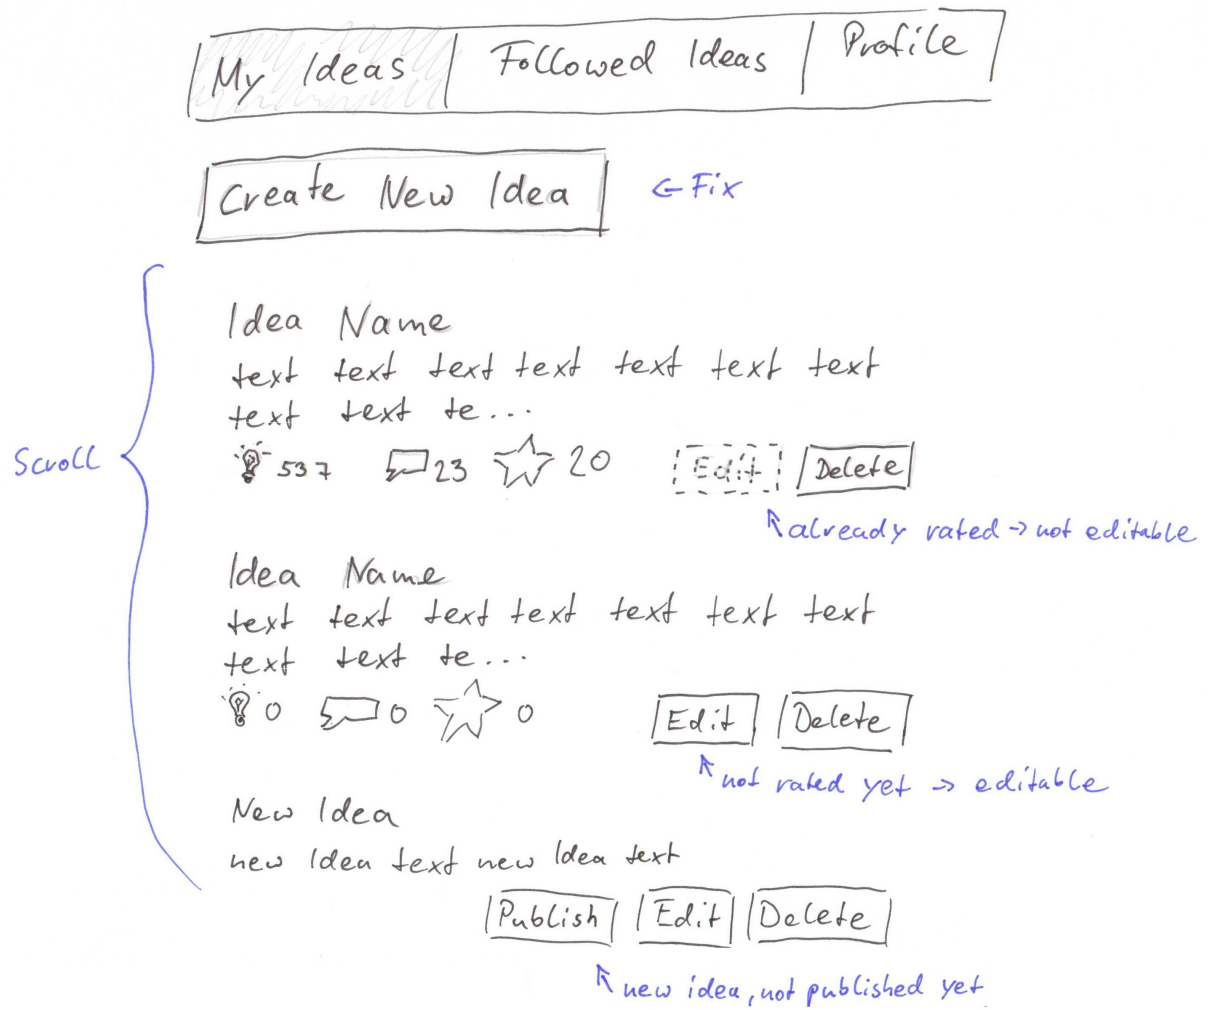 My Ideas Followed Ideas Profile
Create New Idea ← Fix
Idea Name
text text text text text text text
text text te...
Scroll
537 23 20 Edit Delete
already rated → not editable
Idea Name
text text text text text text text
text text te...
0 0 0 Edit Delete
not rated yet → editable
New Idea
new Idea text new Idea text
Publish Edit Delete
new idea, not published yet